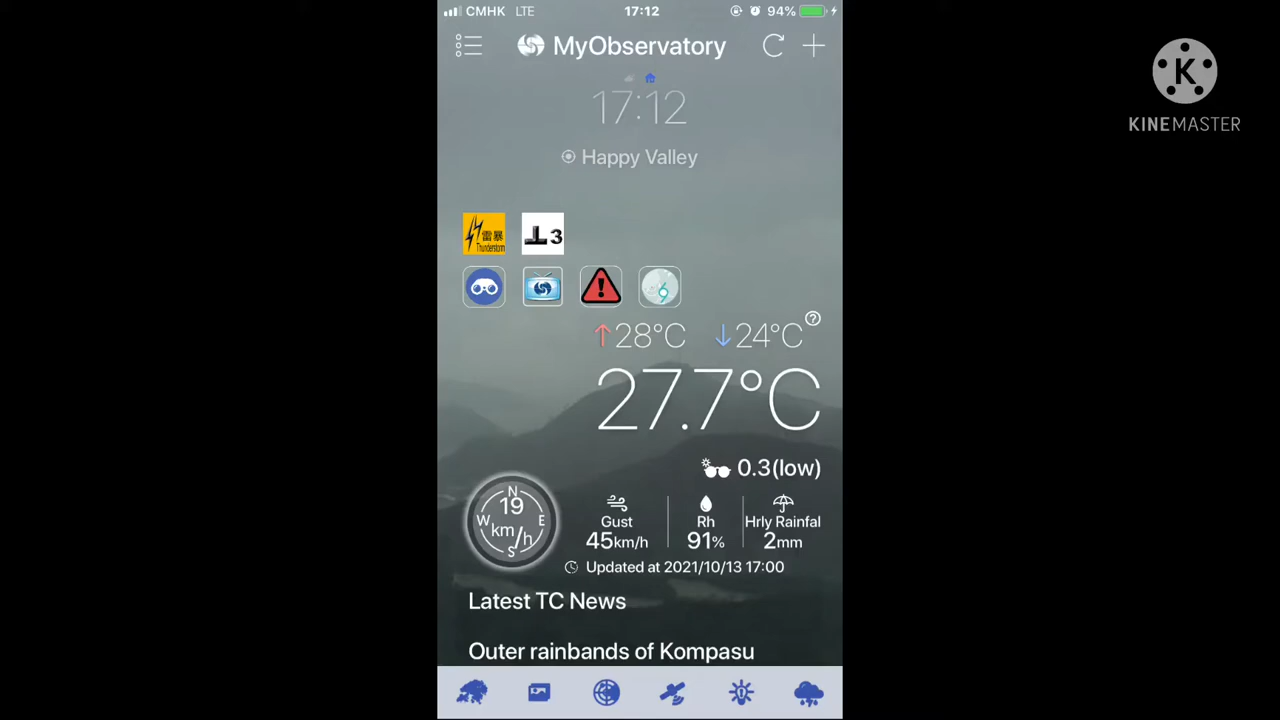 CMHK LTE 17:12 94%
MyObservatory
17:12
Happy Valley
雷暴
Thunderstorm
3
28°C 24°C
27.7°C
0.3(low)
N
19
W E
km/h
S
Gust
45km/h
Rh
91%
Hrly Rainfal
2mm
Updated at 2021/10/13 17:00
Latest TC News
Outer rainbands of Kompasu
K
KINEMASTER